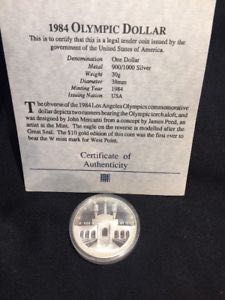 1984 OLYMPIC DOLLAR
This is to certify that this is a legal tender coin issued by the
government of the United States of America.
Denomination One Dollar
Metal 900/1000 Silver
Weight 30g
Diameter 38mm
Minting Year 1984
Issuing Nation USA
The obverse of the 1984 Los Angeles Olympics commemorative
dollar depicts two runners bearing the Olympic torch aloft, and
was designed by John Mercanti from a concept by James Peed, an
artist at the Mint. The eagle on the reverse is modelled after the
Great Seal. The $10 gold edition of this coin was the first ever to
bear the W mint mark for West Point.
Certificate of
Authenticity